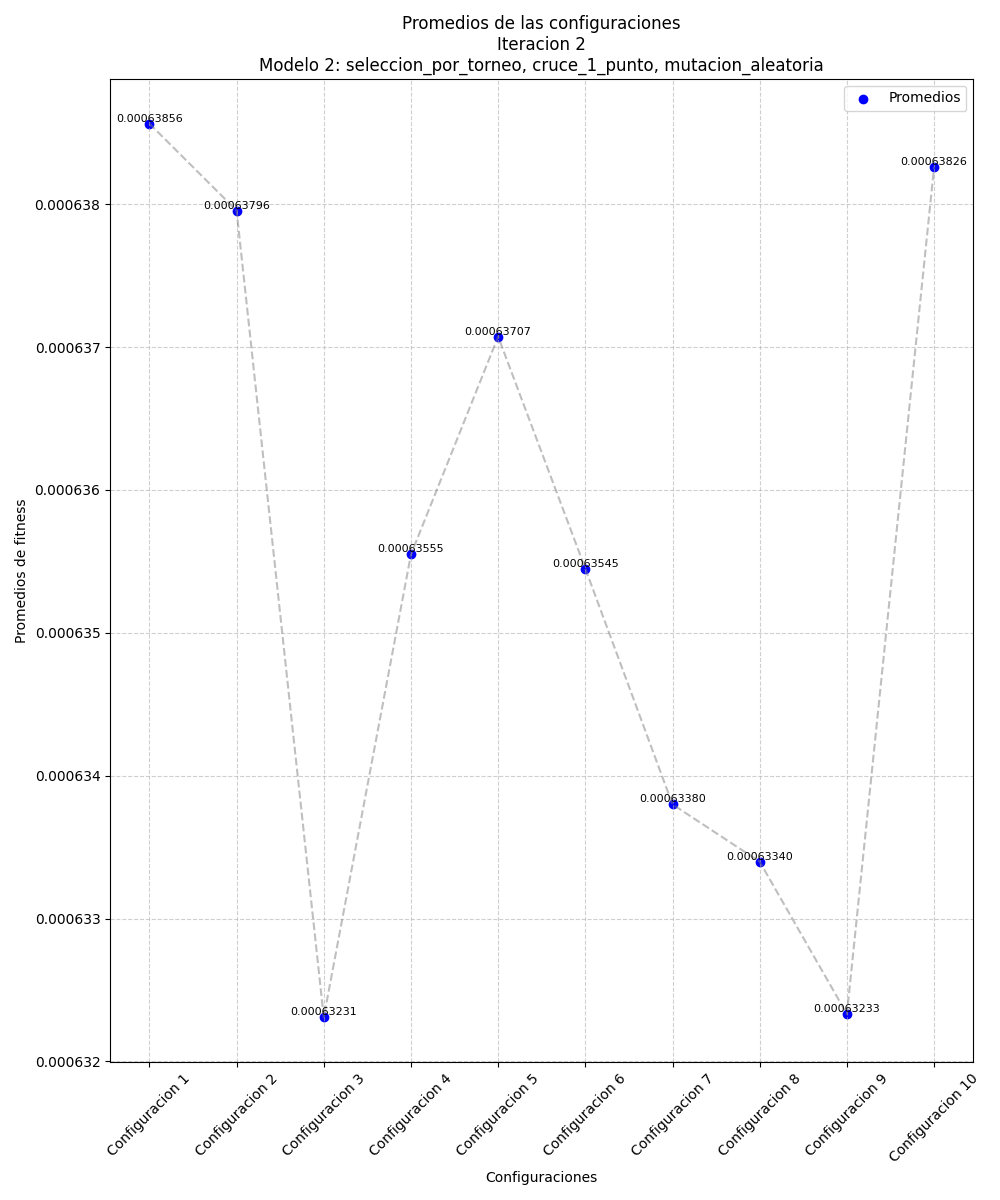 Promedios de las configuraciones
Iteracion 2
Modelo 2: seleccion_por_torneo, cruce_1_punto, mutacion_aleatoria
Promedios
0.00063856
0.00063796
0.00063231
0.00063555
0.00063707
0.00063545
0.00063380
0.00063340
0.00063233
0.00063826
0.000638
0.000637
0.000636
0.000635
0.000634
0.000633
0.000632
Promedios de fitness
Configuracion 1
Configuracion 2
Configuracion 3
Configuracion 4
Configuracion 5
Configuracion 6
Configuracion 7
Configuracion 8
Configuracion 9
Configuracion 10
Configuraciones